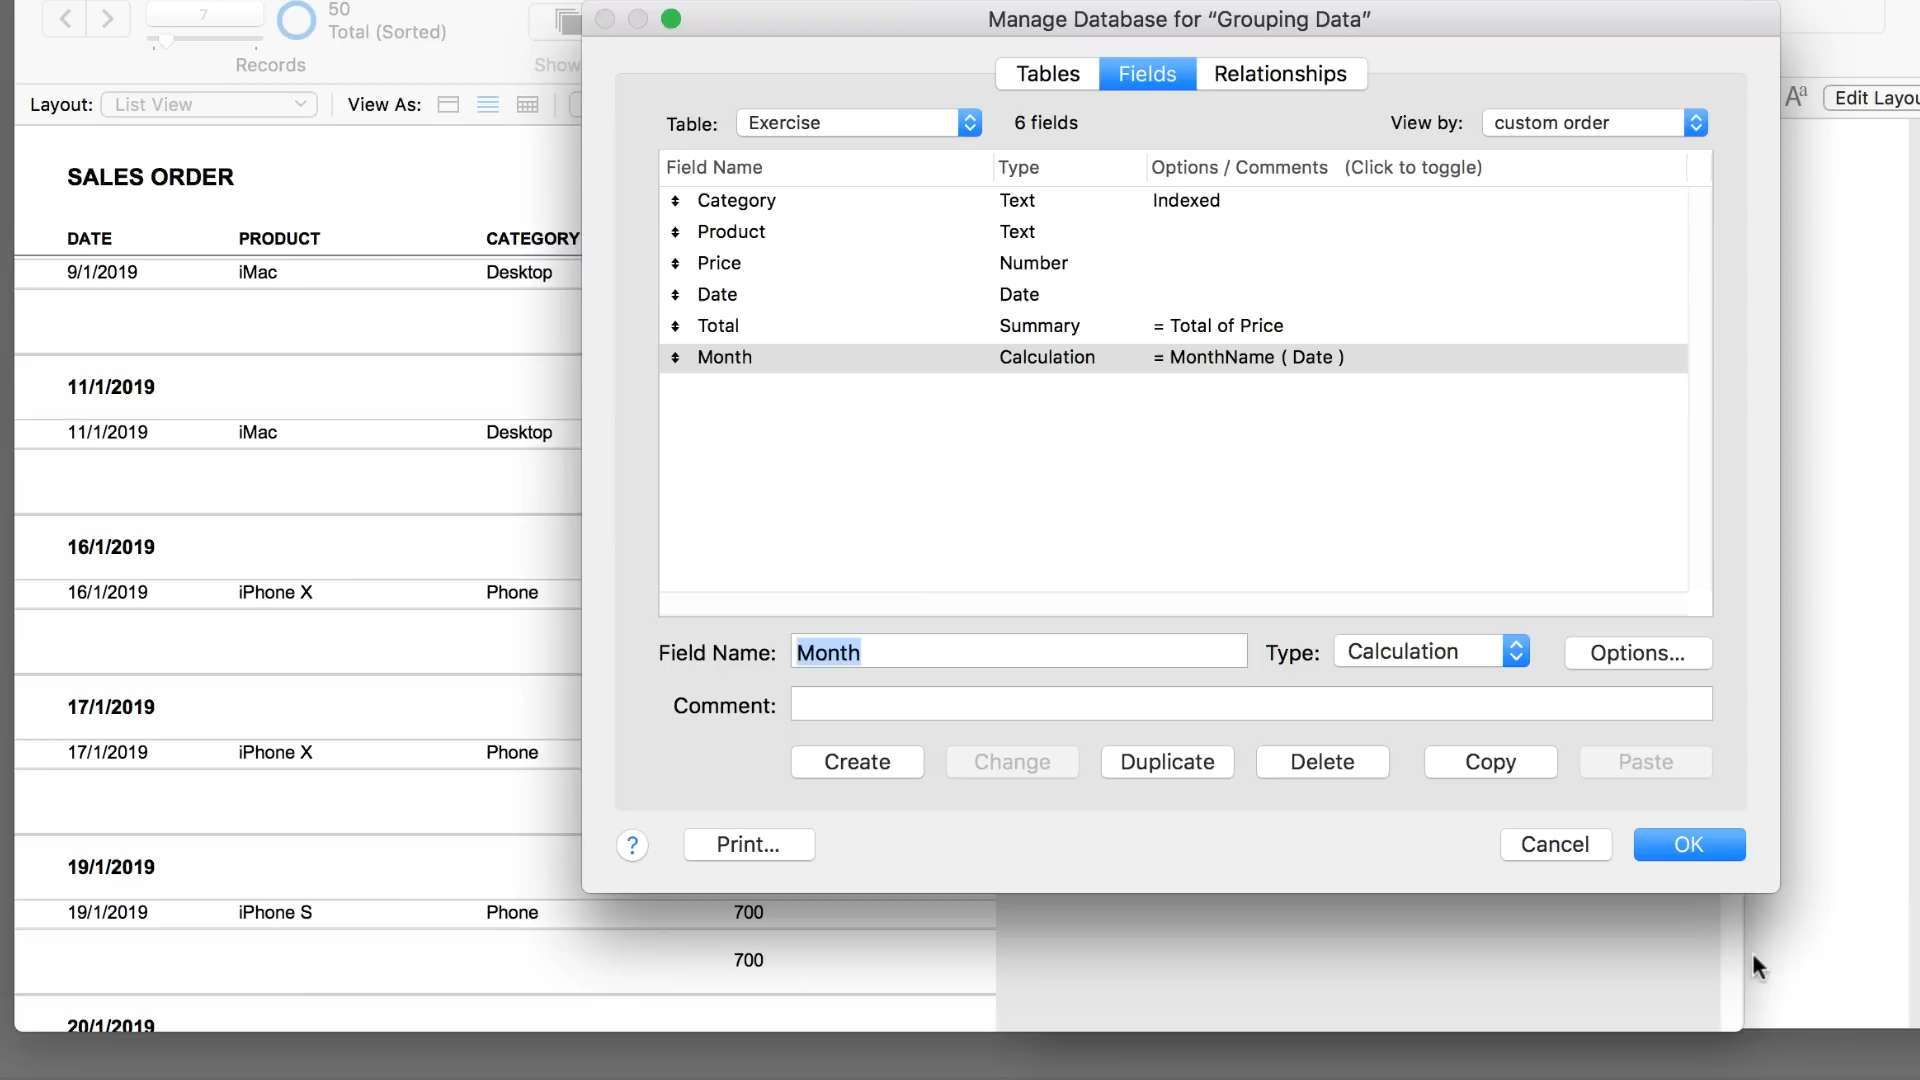 Manage Database for “Grouping Data”
7
50
Total (Sorted)
Records
Show
Layout: List View View As:
Aª Edit Layou
SALES ORDER
DATE PRODUCT CATEGORY
9/1/2019 iMac Desktop
11/1/2019
11/1/2019 iMac Desktop
16/1/2019
16/1/2019 iPhone X Phone
17/1/2019
17/1/2019 iPhone X Phone
19/1/2019
19/1/2019 iPhone S Phone 700
700
20/1/2019
Tables Fields Relationships
Table: Exercise 6 fields View by: custom order
Field Name Type Options / Comments (Click to toggle)
Category Text Indexed
Product Text
Price Number
Date Date
Total Summary = Total of Price
Month Calculation = MonthName ( Date )
Field Name: Month Type: Calculation Options...
Comment:
Create Change Duplicate Delete Copy Paste
? Print... Cancel OK